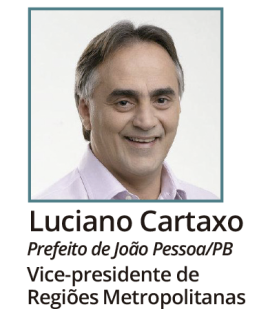 Luciano Cartaxo
Prefeito de João Pessoa/PB
Vice-presidente de
Regiões Metropolitanas